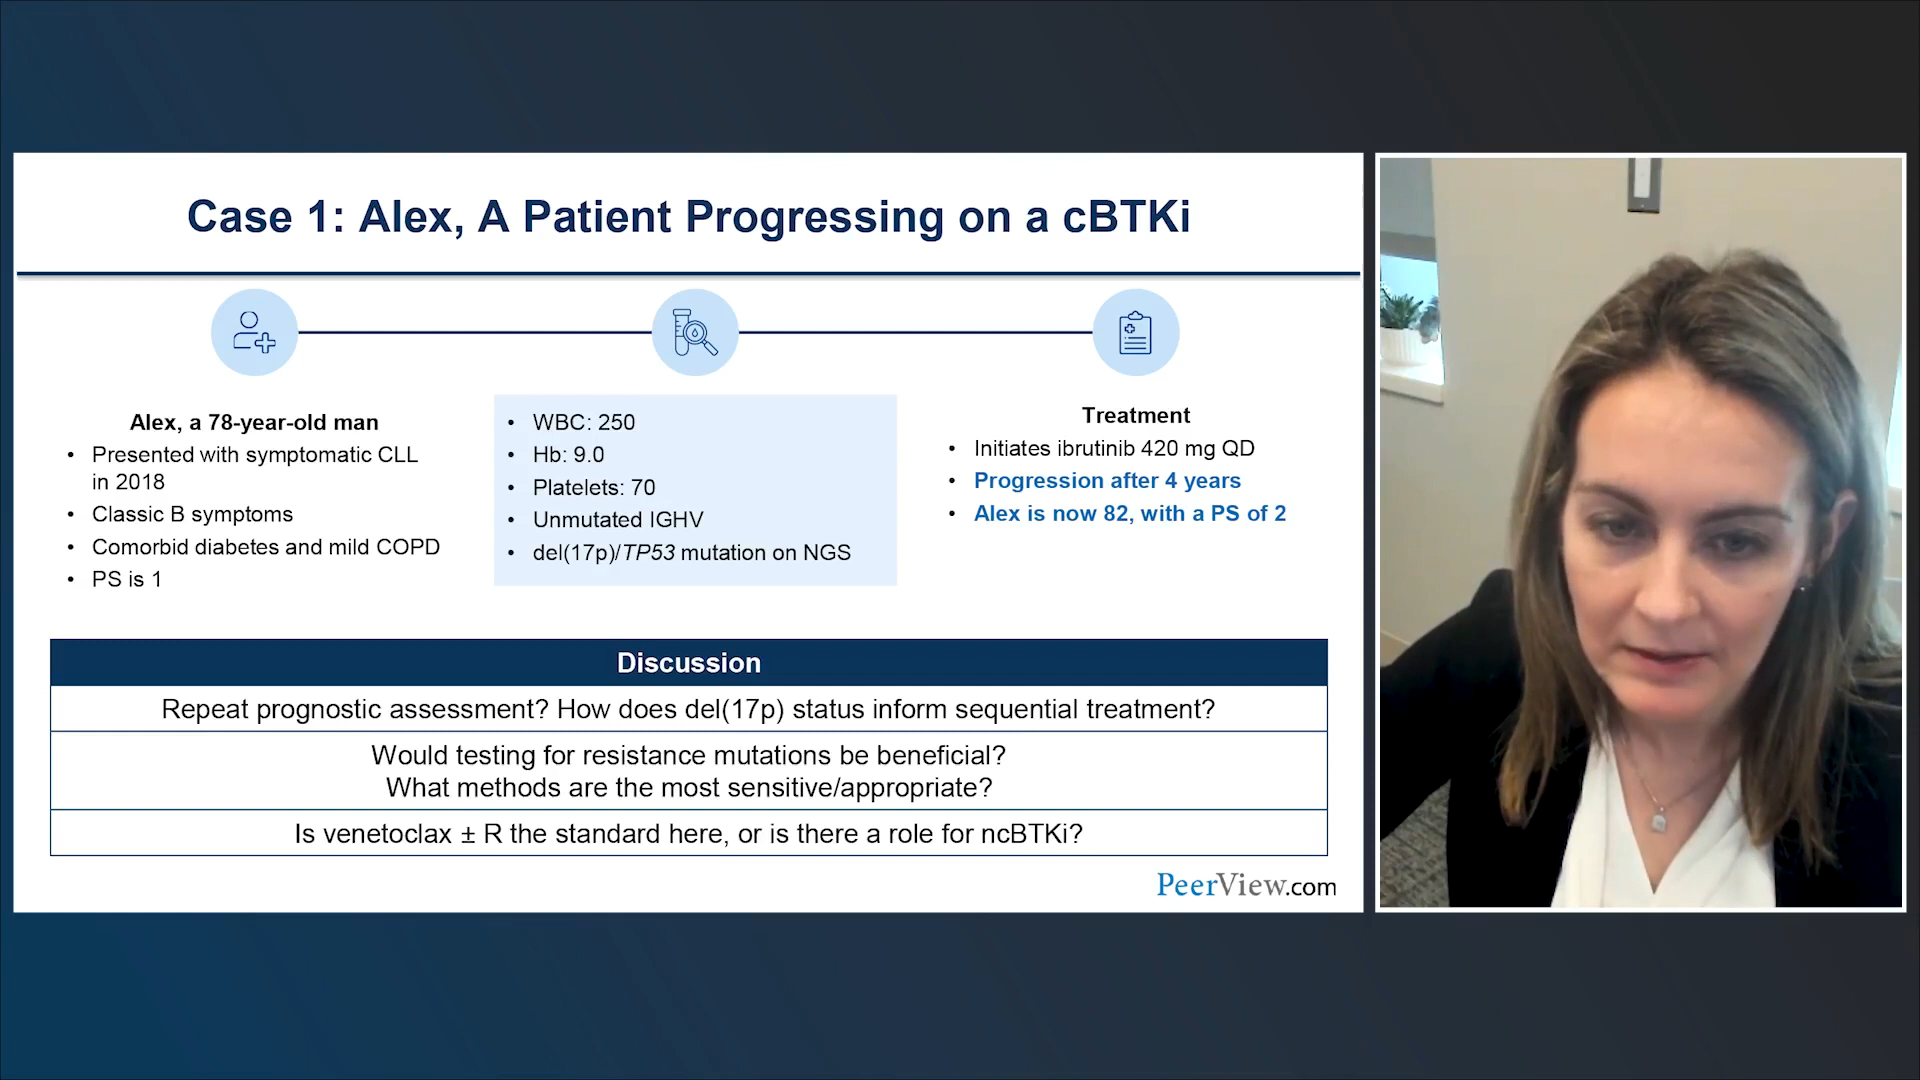 Case 1: Alex, A Patient Progressing on a cBTKi
Alex, a 78-year-old man
• Presented with symptomatic CLL
in 2018
• Classic B symptoms
• Comorbid diabetes and mild COPD
• PS is 1
• WBC: 250
• Hb: 9.0
• Platelets: 70
• Unmutated IGHV
• del(17p)/TP53 mutation on NGS
Treatment
• Initiates ibrutinib 420 mg QD
• Progression after 4 years
• Alex is now 82, with a PS of 2
Discussion
Repeat prognostic assessment? How does del(17p) status inform sequential treatment?
Would testing for resistance mutations be beneficial?
What methods are the most sensitive/appropriate?
Is venetoclax ± R the standard here, or is there a role for ncBTKi?
PeerView.com